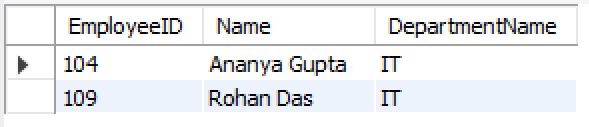 EmployeeID Name DepartmentName
104 Ananya Gupta IT
109 Rohan Das IT